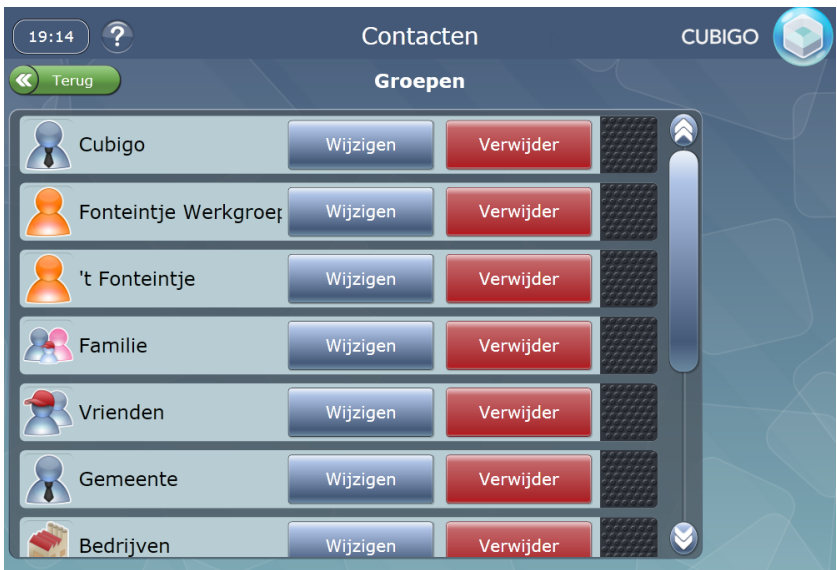 19:14 ? Contacten CUBIGO
Terug Groepen
Cubigo Wijzigen Verwijder
Fonteintje Werkgroep Wijzigen Verwijder
't Fonteintje Wijzigen Verwijder
Familie Wijzigen Verwijder
Vrienden Wijzigen Verwijder
Gemeente Wijzigen Verwijder
Bedrijven Wijzigen Verwijder